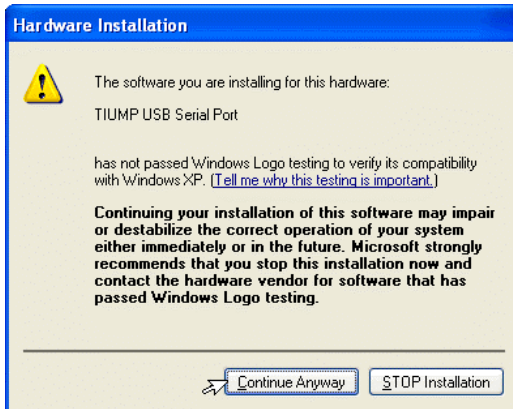 Hardware Installation
The software you are installing for this hardware:
TIUMP USB Serial Port
has not passed Windows Logo testing to verify its compatibility
with Windows XP. (Tell me why this testing is important.)
Continuing your installation of this software may impair
or destabilize the correct operation of your system
either immediately or in the future. Microsoft strongly
recommends that you stop this installation now and
contact the hardware vendor for software that has
passed Windows Logo testing.
Continue Anyway STOP Installation